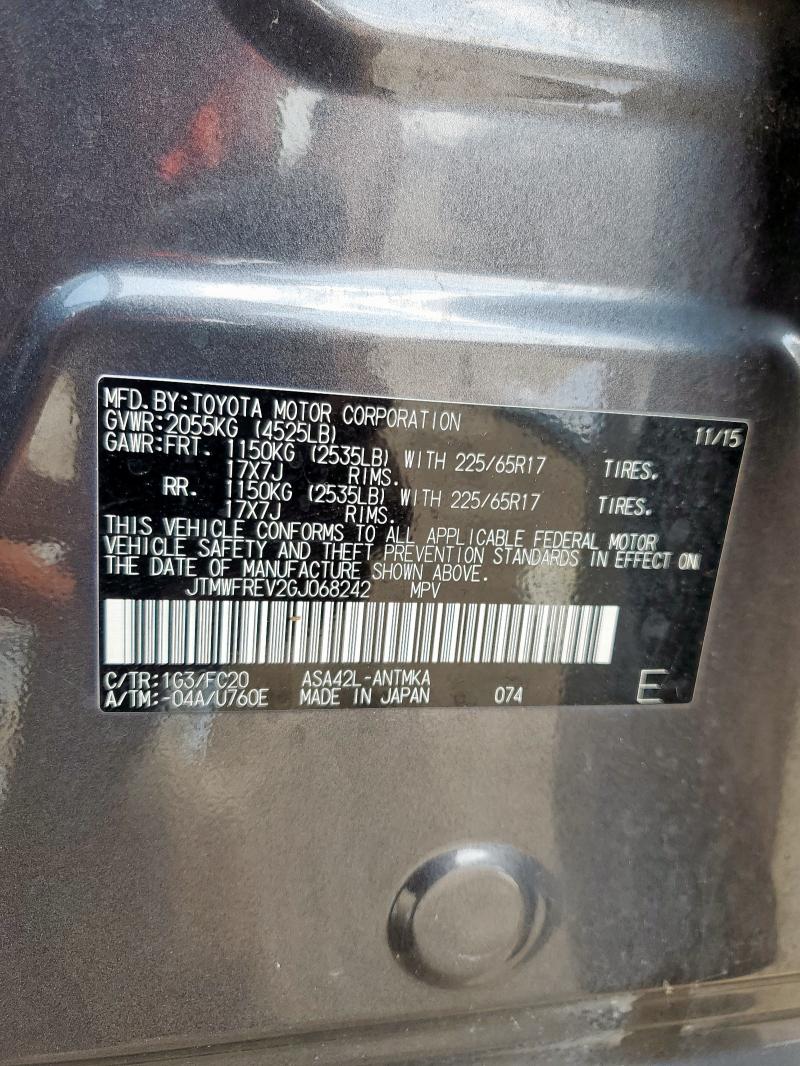 MFD. BY: TOYOTA MOTOR CORPORATION 11/15
GVWR: 2055KG (4525LB)
GAWR: FRT. 1150KG (2535LB) WITH 225/65R17 TIRES.
17X7J RIMS.
RR. 1150KG (2535LB) WITH 225/65R17 TIRES.
17X7J RIMS.
THIS VEHICLE CONFORMS TO ALL APPLICABLE FEDERAL MOTOR
VEHICLE SAFETY AND THEFT PREVENTION STANDARDS IN EFFECT ON
THE DATE OF MANUFACTURE SHOWN ABOVE.
JTMWFREV2GJ068242 MPV
C/TR: 1G3/FC20 ASA42L-ANTMKA
A/TM: -04A/U760E MADE IN JAPAN 074 E